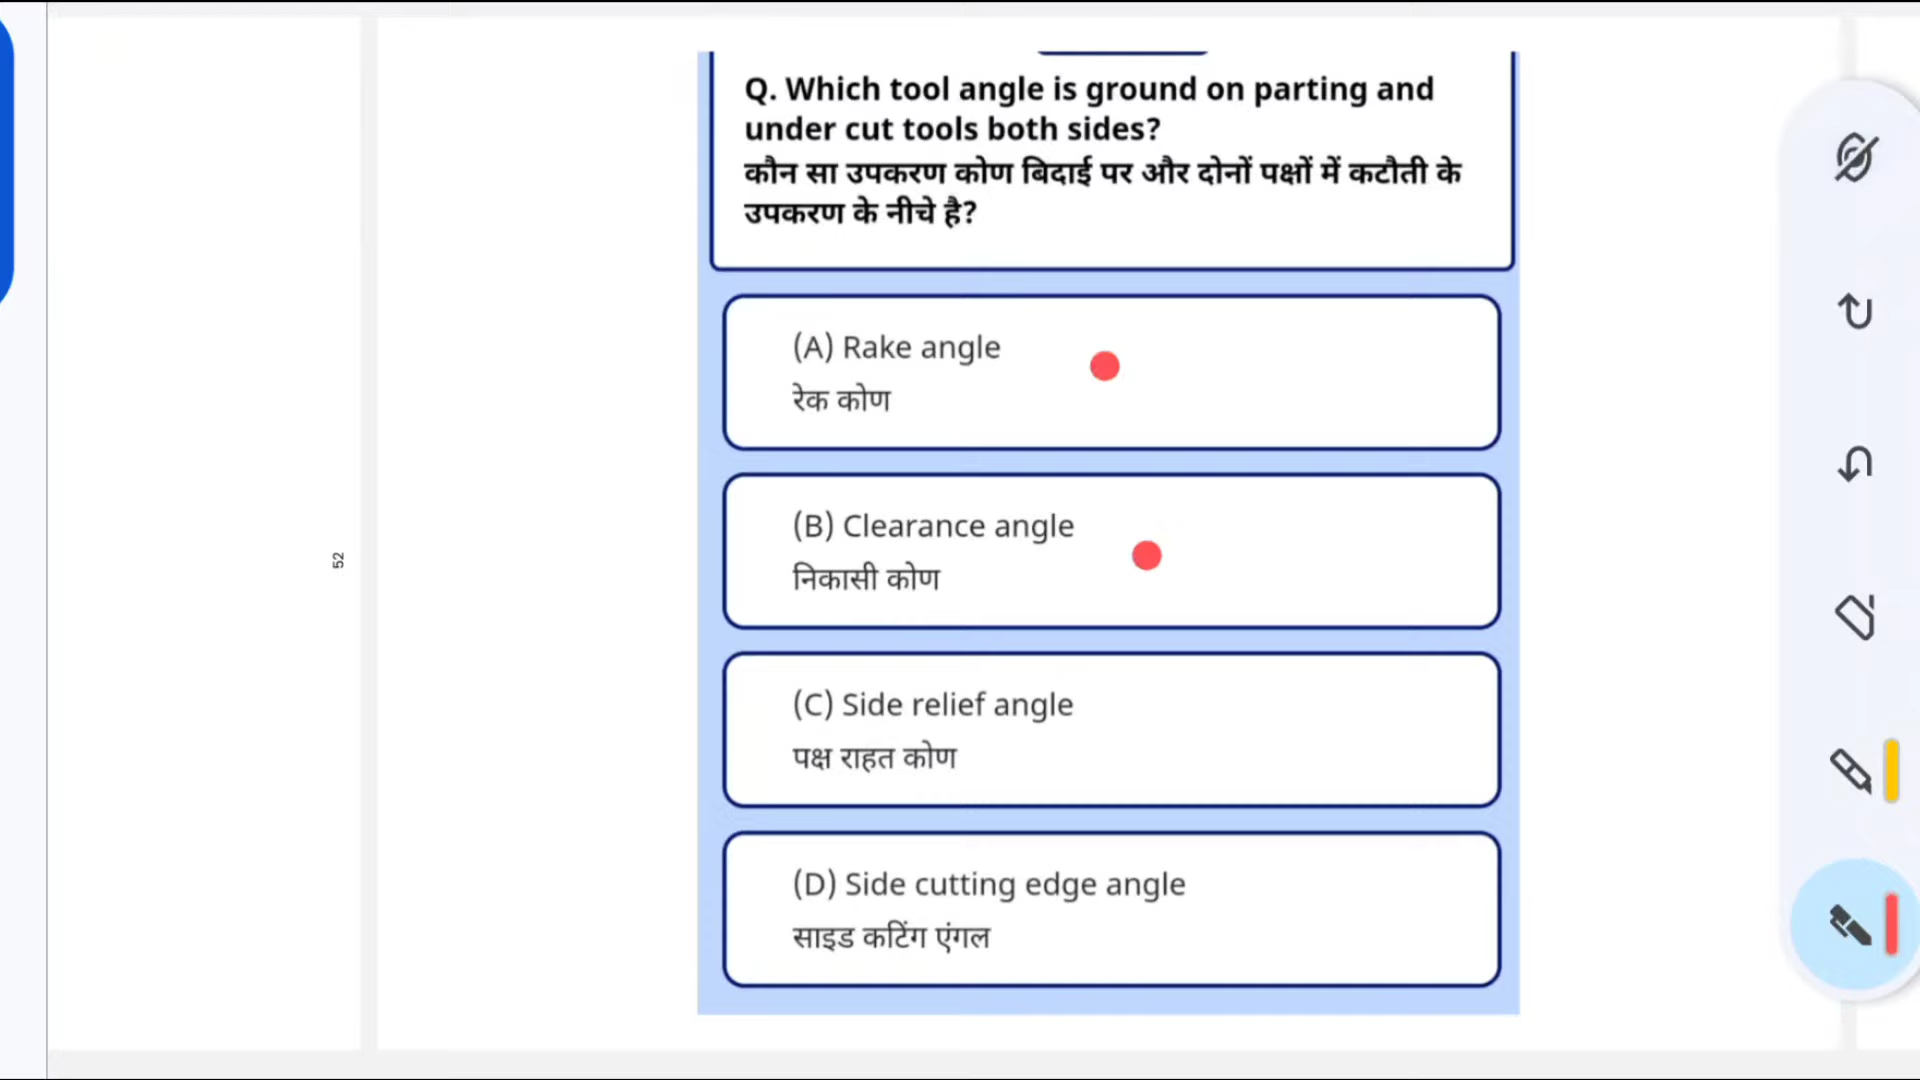 Q. Which tool angle is ground on parting and
under cut tools both sides?
कौन सा उपकरण कोण बिदाई पर और दोनों पक्षों में कटौती के
उपकरण के नीचे है?
(A) Rake angle
रेक कोण
(B) Clearance angle
निकासी कोण
52
(C) Side relief angle
पक्ष राहत कोण
(D) Side cutting edge angle
साइड कटिंग एंगल